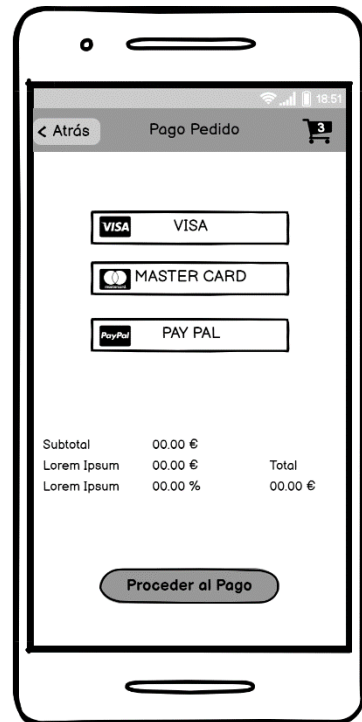 18:51
< Atrás Pago Pedido 3
VISA VISA
MASTER CARD
PayPal PAY PAL
Subtotal 00.00 €
Lorem Ipsum 00.00 € Total
Lorem Ipsum 00.00 % 00.00 €
Proceder al Pago